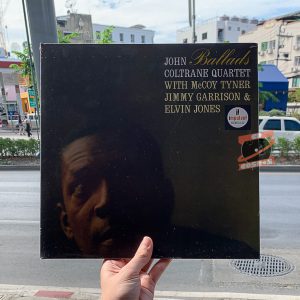 JOHN Ballads
COLTRANE QUARTET
WITH McCOY TYNER
JIMMY GARRISON &
ELVIN JONES
impulse!